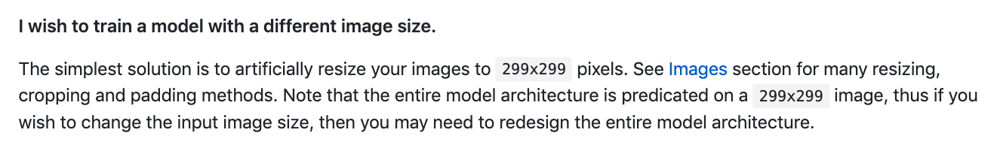 I wish to train a model with a different image size.
The simplest solution is to artificially resize your images to 299x299 pixels. See Images section for many resizing,
cropping and padding methods. Note that the entire model architecture is predicated on a 299x299 image, thus if you
wish to change the input image size, then you may need to redesign the entire model architecture.